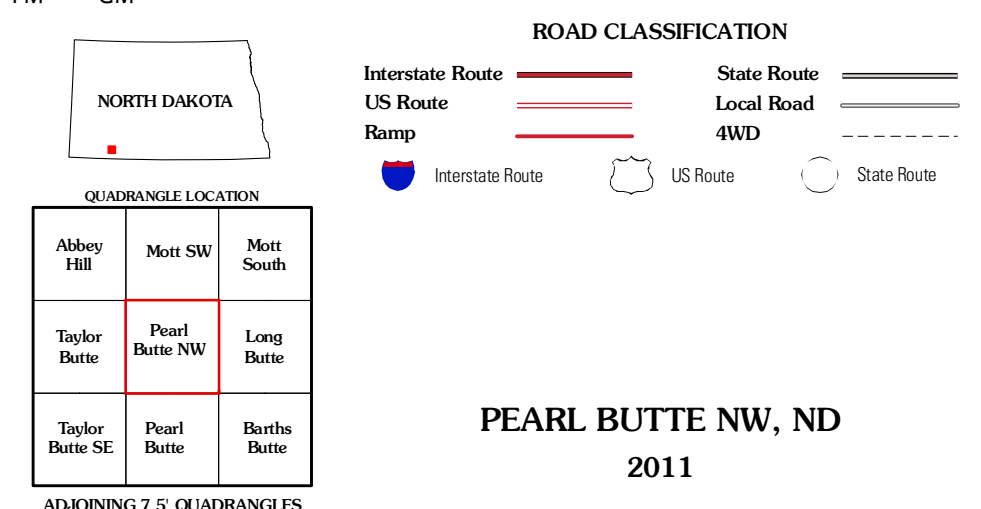 ROAD CLASSIFICATION
Interstate Route
State Route
US Route
Local Road
Ramp
4WD
Interstate Route
US Route
State Route
NORTH DAKOTA
QUADRANGLE LOCATION
Abbey
Hill
Mott SW
Mott
South
Taylor
Butte
Pearl
Butte NW
Long
Butte
Taylor
Butte SE
Pearl
Butte
Barths
Butte
ADJOINING 7.5' QUADRANGLES
PEARL BUTTE NW, ND
2011